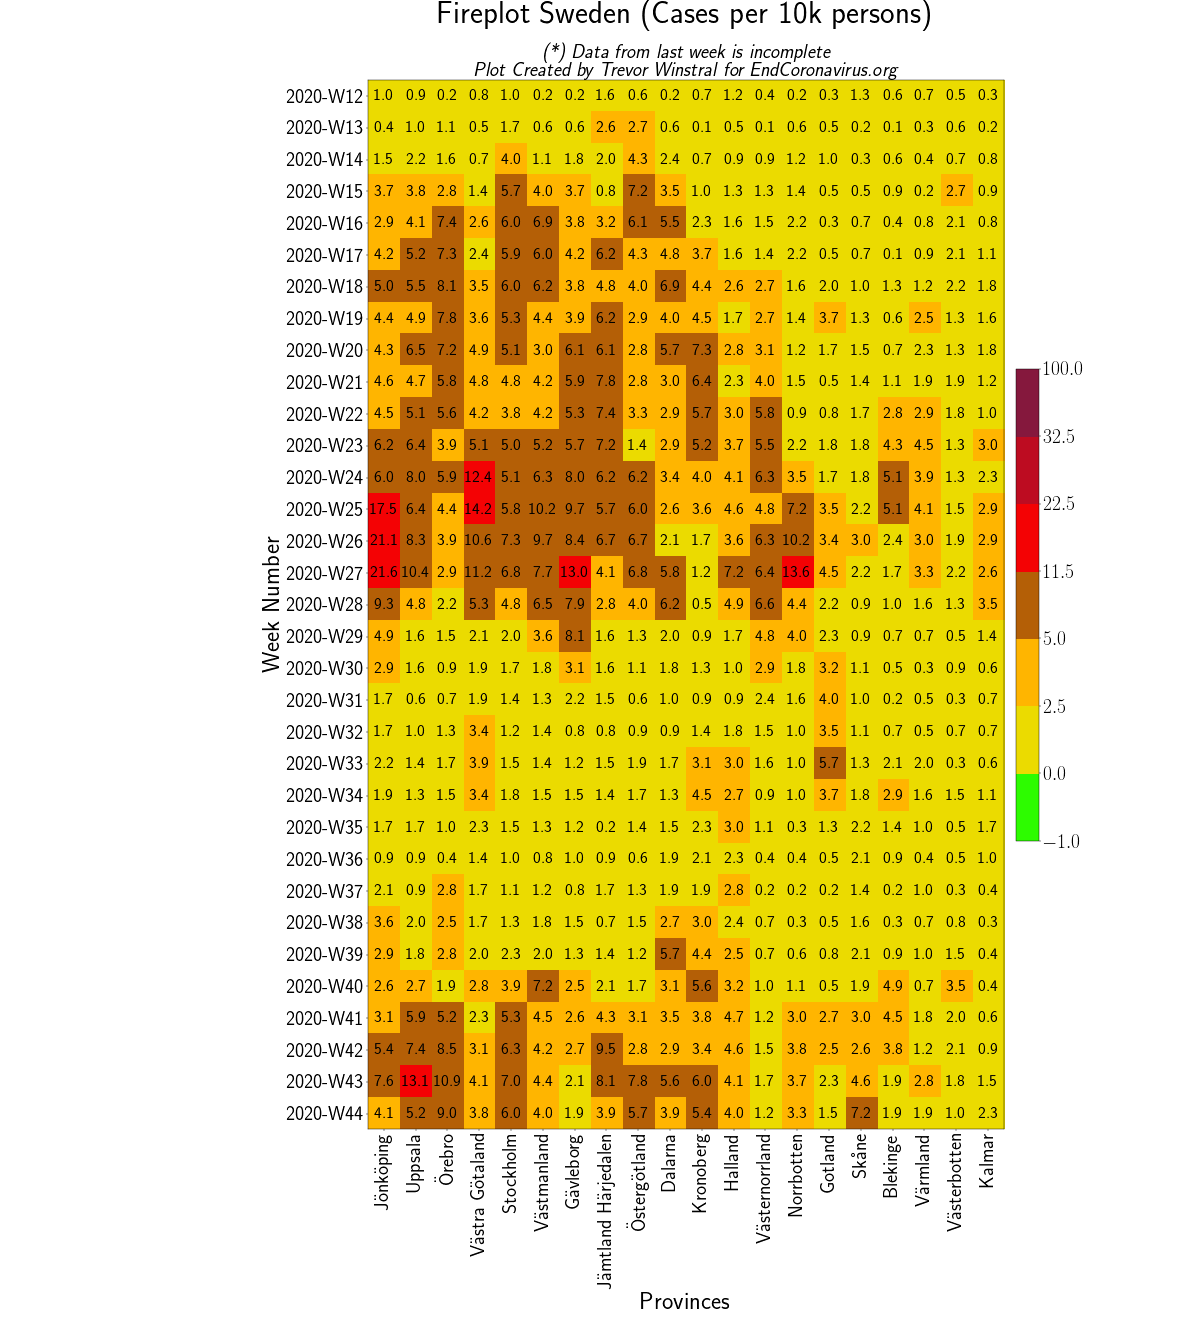 Fireplot Sweden (Cases per 10k persons)
(*) Data from last week is incomplete
Plot Created by Trevor Winstral for EndCoronavirus.org
2020-W12 1.0 0.9 0.2 0.8 1.0 0.2 0.2 1.6 0.6 0.2 0.7 1.2 0.4 0.2 0.3 1.3 0.6 0.7 0.5 0.3
2020-W13 0.4 1.0 1.1 0.5 1.7 0.6 0.6 2.6 2.7 0.6 0.1 0.5 0.1 0.6 0.5 0.2 0.1 0.3 0.6 0.2
2020-W14 1.5 2.2 1.6 0.7 4.0 1.1 1.8 2.0 4.3 2.4 0.7 0.9 0.9 1.2 1.0 0.3 0.6 0.4 0.7 0.8
2020-W15 3.7 3.8 2.8 1.4 5.7 4.0 3.7 0.8 7.2 3.5 1.0 1.3 1.3 1.4 0.5 0.5 0.9 0.2 2.7 0.9
2020-W16 2.9 4.1 7.4 2.6 6.0 6.9 3.8 3.2 6.1 5.5 2.3 1.6 1.5 2.2 0.3 0.7 0.4 0.8 2.1 0.8
2020-W17 4.2 5.2 7.3 2.4 5.9 6.0 4.2 6.2 4.3 4.8 3.7 1.6 1.4 2.2 0.5 0.7 0.1 0.9 2.1 1.1
2020-W18 5.0 5.5 8.1 3.5 6.0 6.2 3.8 4.8 4.0 6.9 4.4 2.6 2.7 1.6 2.0 1.0 1.3 1.2 2.2 1.8
2020-W19 4.4 4.9 7.8 3.6 5.3 4.4 3.9 6.2 2.9 4.0 4.5 1.7 2.7 1.4 3.7 1.3 0.6 2.5 1.3 1.6
2020-W20 4.3 6.5 7.2 4.9 5.1 3.0 6.1 6.1 2.8 5.7 7.3 2.8 3.1 1.2 1.7 1.5 0.7 2.3 1.3 1.8
2020-W21 4.6 4.7 5.8 4.8 4.8 4.2 5.9 7.8 2.8 3.0 6.4 2.3 4.0 1.5 0.5 1.4 1.1 1.9 1.9 1.2
2020-W22 4.5 5.1 5.6 4.2 3.8 4.2 5.3 7.4 3.3 2.9 5.7 3.0 5.8 0.9 0.8 1.7 2.8 2.9 1.8 1.0
2020-W23 6.2 6.4 3.9 5.1 5.0 5.2 5.7 7.2 1.4 2.9 5.2 3.7 5.5 2.2 1.8 1.8 4.3 4.5 1.3 3.0
2020-W24 6.0 8.0 5.9 12.4 5.1 6.3 8.0 6.2 6.2 3.4 4.0 4.1 6.3 3.5 1.7 1.8 5.1 3.9 1.3 2.3
2020-W25 17.5 6.4 4.4 14.2 5.8 10.2 9.7 5.7 6.0 2.6 3.6 4.6 4.8 7.2 3.5 2.2 5.1 4.1 1.5 2.9
2020-W26 21.1 8.3 3.9 10.6 7.3 9.7 8.4 6.7 6.7 2.1 1.7 3.6 6.3 10.2 3.4 3.0 2.4 3.0 1.9 2.9
2020-W27 21.6 10.4 2.9 11.2 6.8 7.7 13.0 4.1 6.8 5.8 1.2 7.2 6.4 13.6 4.5 2.2 1.7 3.3 2.2 2.6
2020-W28 9.3 4.8 2.2 5.3 4.8 6.5 7.9 2.8 4.0 6.2 0.5 4.9 6.6 4.4 2.2 0.9 1.0 1.6 1.3 3.5
2020-W29 4.9 1.6 1.5 2.1 2.0 3.6 8.1 1.6 1.3 2.0 0.9 1.7 4.8 4.0 2.3 0.9 0.7 0.7 0.5 1.4
2020-W30 2.9 1.6 0.9 1.9 1.7 1.8 3.1 1.6 1.1 1.8 1.3 1.0 2.9 1.8 3.2 1.1 0.5 0.3 0.9 0.6
2020-W31 1.7 0.6 0.7 1.9 1.4 1.3 2.2 1.5 0.6 1.0 0.9 0.9 2.4 1.6 4.0 1.0 0.2 0.5 0.3 0.7
2020-W32 1.7 1.0 1.3 3.4 1.2 1.4 0.8 0.8 0.9 0.9 1.4 1.8 1.5 1.0 3.5 1.1 0.7 0.5 0.7 0.7
2020-W33 2.2 1.4 1.7 3.9 1.5 1.4 1.2 1.5 1.9 1.7 3.1 3.0 1.6 1.0 5.7 1.3 2.1 2.0 0.3 0.6
2020-W34 1.9 1.3 1.5 3.4 1.8 1.5 1.5 1.4 1.7 1.3 4.5 2.7 0.9 1.0 3.7 1.8 2.9 1.6 1.5 1.1
2020-W35 1.7 1.7 1.0 2.3 1.5 1.3 1.2 0.2 1.4 1.5 2.3 3.0 1.1 0.3 1.3 2.2 1.4 1.0 0.5 1.7
2020-W36 0.9 0.9 0.4 1.4 1.0 0.8 1.0 0.9 0.6 1.9 2.1 2.3 0.4 0.4 0.5 2.1 0.9 0.4 0.5 1.0
2020-W37 2.1 0.9 2.8 1.7 1.1 1.2 0.8 1.7 1.3 1.9 1.9 2.8 0.2 0.2 0.2 1.4 0.2 1.0 0.3 0.4
2020-W38 3.6 2.0 2.5 1.7 1.3 1.8 1.5 0.7 1.5 2.7 3.0 2.4 0.7 0.3 0.5 1.6 0.3 0.7 0.8 0.3
2020-W39 2.9 1.8 2.8 2.0 2.3 2.0 1.3 1.4 1.2 5.7 4.4 2.5 0.7 0.6 0.8 2.1 0.9 1.0 1.5 0.4
2020-W40 2.6 2.7 1.9 2.8 3.9 7.2 2.5 2.1 1.7 3.1 5.6 3.2 1.0 1.1 0.5 1.9 4.9 0.7 3.5 0.4
2020-W41 3.1 5.9 5.2 2.3 5.3 4.5 2.6 4.3 3.1 3.5 3.8 4.7 1.2 3.0 2.7 3.0 4.5 1.8 2.0 0.6
2020-W42 5.4 7.4 8.5 3.1 6.3 4.2 2.7 9.5 2.8 2.9 3.4 4.6 1.5 3.8 2.5 2.6 3.8 1.2 2.1 0.9
2020-W43 7.6 13.1 10.9 4.1 7.0 4.4 2.1 8.1 7.8 5.6 6.0 4.1 1.7 3.7 2.3 4.6 1.9 2.8 1.8 1.5
2020-W44 4.1 5.2 9.0 3.8 6.0 4.0 1.9 3.9 5.7 3.9 5.4 4.0 1.2 3.3 1.5 7.2 1.9 1.9 1.0 2.3
Week Number
Jönköping
Uppsala
Örebro
Västra Götaland
Stockholm
Västmanland
Gävleborg
Jämtland Härjedalen
Östergötland
Dalarna
Kronoberg
Halland
Västernorrland
Norrbotten
Gotland
Skåne
Blekinge
Värmland
Västerbotten
Kalmar
Provinces
100.0
32.5
22.5
11.5
5.0
2.5
0.0
−1.0